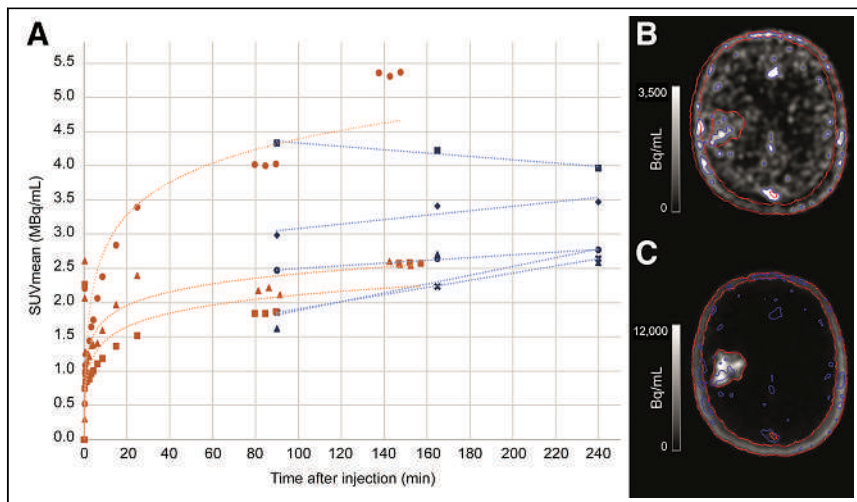 A
5.5
5.0
4.5
4.0
3.5
3.0
2.5
2.0
1.5
1.0
0.5
0.0
SUVmean (MBq/mL)
0 20 40 60 80 100 120 140 160 180 200 220 240
Time after injection (min)
B
3,500
Bq/mL
0
C
12,000
Bq/mL
0